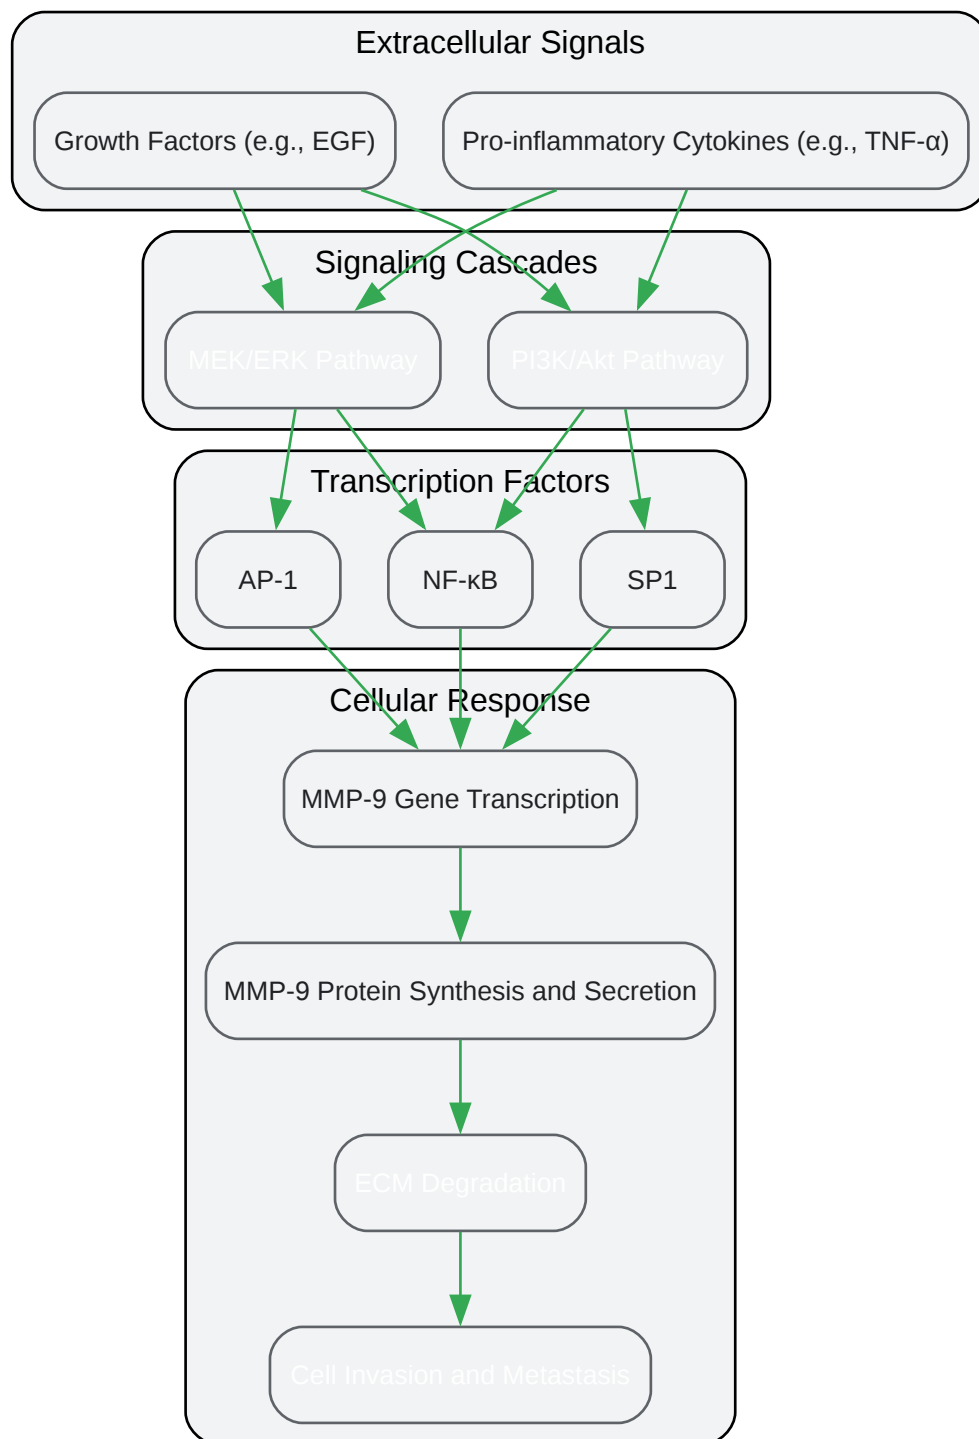 Extracellular Signals
Growth Factors (e.g., EGF)
Pro-inflammatory Cytokines (e.g., TNF-α)
Signaling Cascades
MEK/ERK Pathway
PI3K/Akt Pathway
Transcription Factors
AP-1
NF-κB
SP1
Cellular Response
MMP-9 Gene Transcription
MMP-9 Protein Synthesis and Secretion
ECM Degradation
Cell Invasion and Metastasis